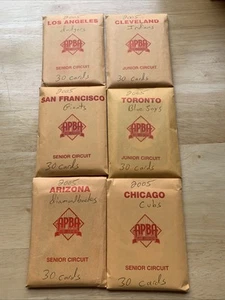 2005
LOS ANGELES
Dodgers
APBA
SENIOR CIRCUIT
30 cards
2005
CLEVELAND
Indians
APBA
JUNIOR CIRCUIT
30 cards
2005
SAN FRANCISCO
Giants
APBA
SENIOR CIRCUIT
30 cards
2005
TORONTO
Blue Jays
APBA
JUNIOR CIRCUIT
30 cards
2005
ARIZONA
Diamondbacks
APBA
SENIOR CIRCUIT
30 cards
2005
CHICAGO
Cubs
APBA
SENIOR CIRCUIT
30 cards